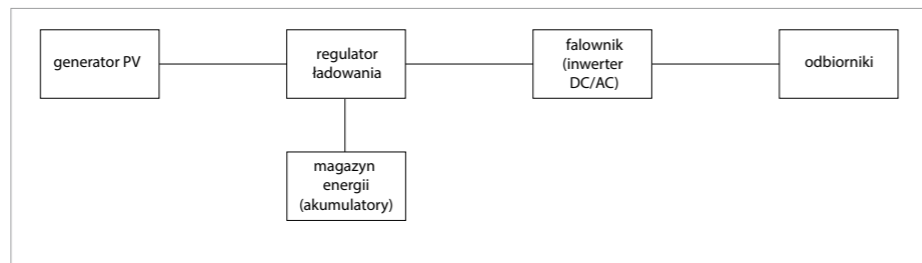 generator PV
regulator
ładowania
falownik
(inwerter
DC/AC)
odbiorniki
magazyn
energii
(akumulatory)